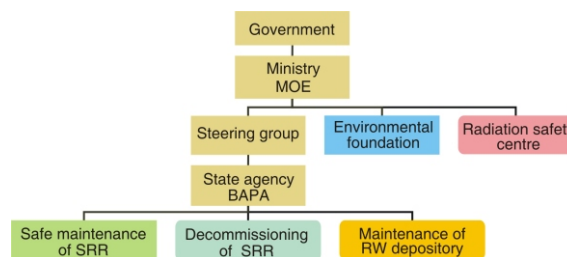 Government
Ministry
MOE
Steering group
Environmental
foundation
Radiation safety
centre
State agency
BAPA
Safe maintenance
of SRR
Decommissioning
of SRR
Maintenance of
RW depository